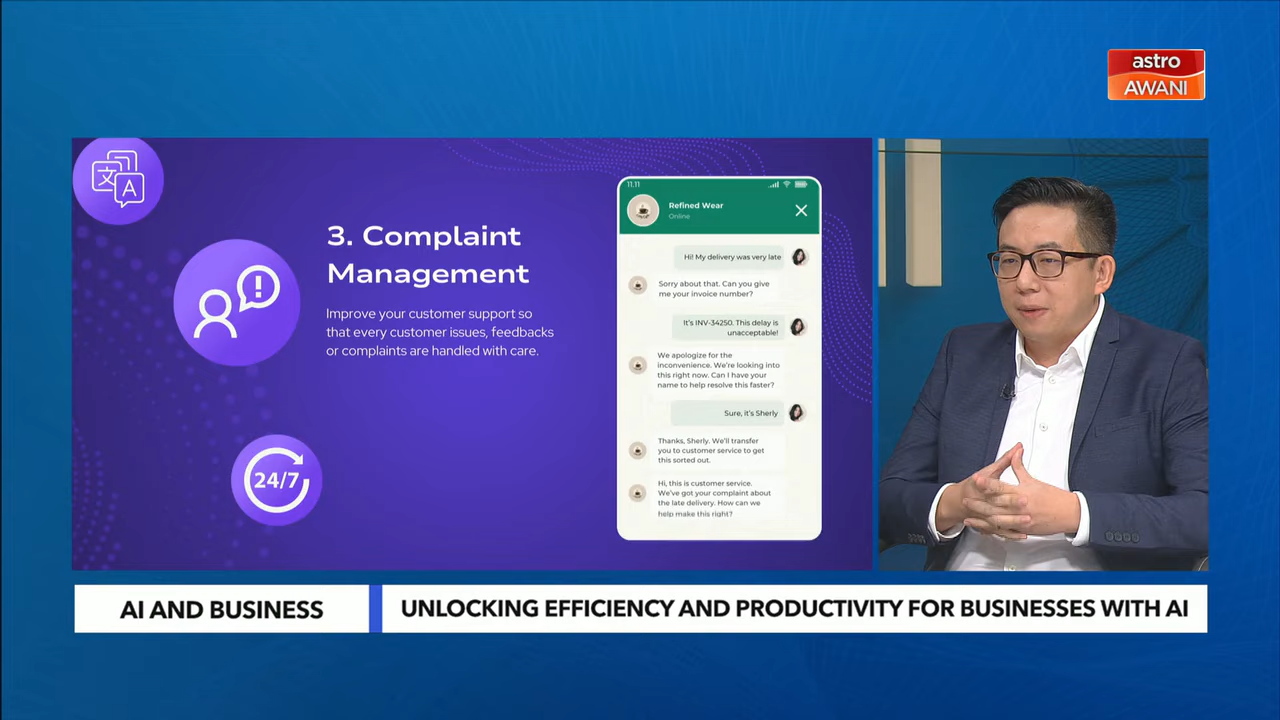 astro
AWANI
文
A
3. Complaint
Management
Improve your customer support so
that every customer issues, feedbacks
or complaints are handled with care.
24/7
11.11
Refined Wear
Online
Hi! My delivery was very late
Sorry about that. Can you give
me your invoice number?
It's INV-34250. This delay is
unacceptable!
We apologize for the
inconvenience. We're looking into
this right now. Can I have your
name to help resolve this faster?
Sure, it's Sherly
Thanks, Sherly. We'll transfer
you to customer service to get
this sorted out.
Hi, this is customer service.
We've got your complaint about
the late delivery. How can we
help make this right?
AI AND BUSINESS
UNLOCKING EFFICIENCY AND PRODUCTIVITY FOR BUSINESSES WITH AI